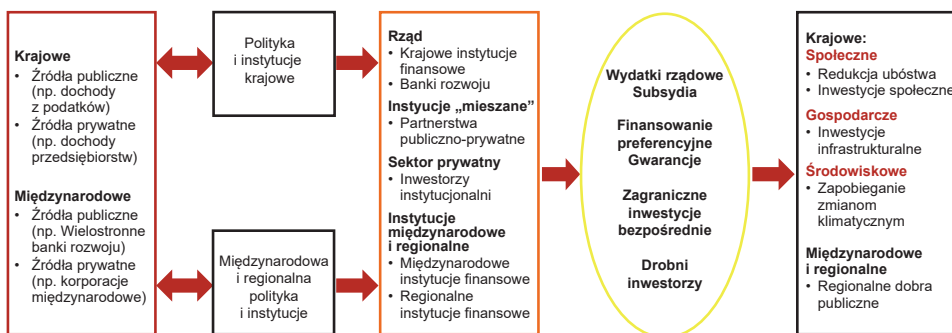 Krajowe
• Źródła publiczne
(np. dochody
z podatków)
• Źródła prywatne
(np. dochody
przedsiębiorstw)
Międzynarodowe
• Źródła publiczne
(np. Wielostronne
banki rozwoju)
• Źródła prywatne
(np. korporacje
międzynarodowe)
Polityka
i instytucje
krajowe
Międzynarodowa
i regionalna
polityka
i instytucje
Rząd
• Krajowe instytucje
finansowe
• Banki rozwoju
Instyucje „mieszane”
• Partnerstwa
publiczno-prywatne
Sektor prywatny
• Inwestorzy
instytucjonalni
Instytucje
międzynarodowe
i regionalne
• Międzynarodowe
instytucje finansowe
• Regionalne
instytucje finansowe
Wydatki rządowe
Subsydia
Finansowanie
preferencyjne
Gwarancje
Zagraniczne
inwestycje
bezpośrednie
Drobni
inwestorzy
Krajowe:
Społeczne
• Redukcja ubóstwa
• Inwestycje społeczne
Gospodarcze
• Inwestycje
infrastrukturalne
Środowiskowe
• Zapobieganie
zmianom
klimatycznym
Międzynarodowe
i regionalne
• Regionalne dobra
publiczne